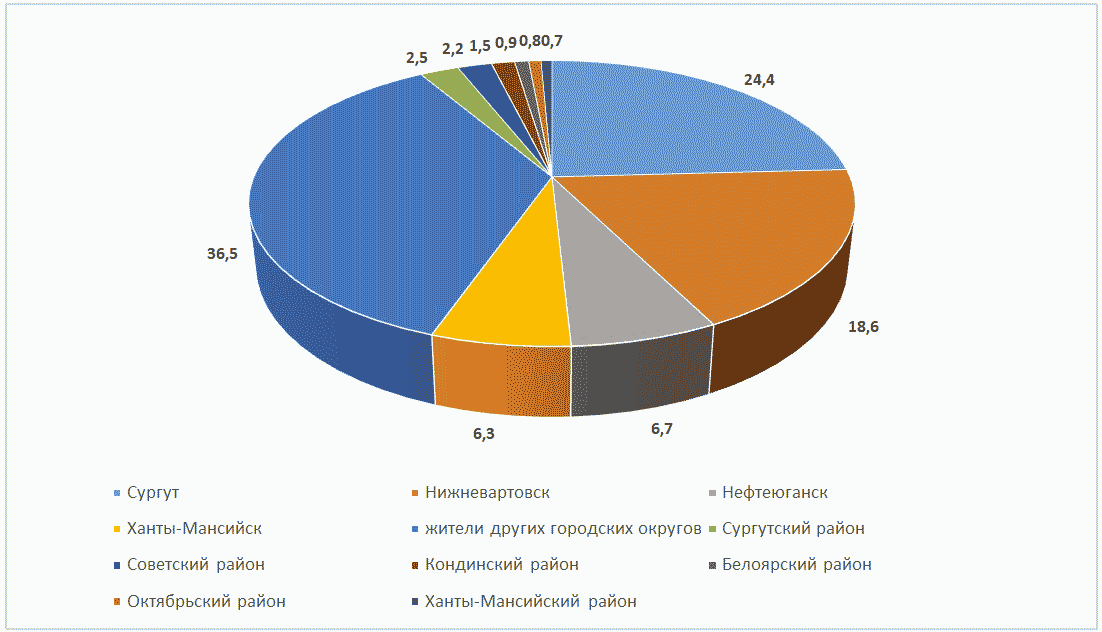 2,5 2,2 1,5 0,9 0,8 0,7
24,4
36,5
18,6
6,3 6,7
Сургут Нижневартовск Нефтеюганск
Ханты-Мансийск жители других городских округов Сургутский район
Советский район Кондинский район Белоярский район
Октябрьский район Ханты-Мансийский район